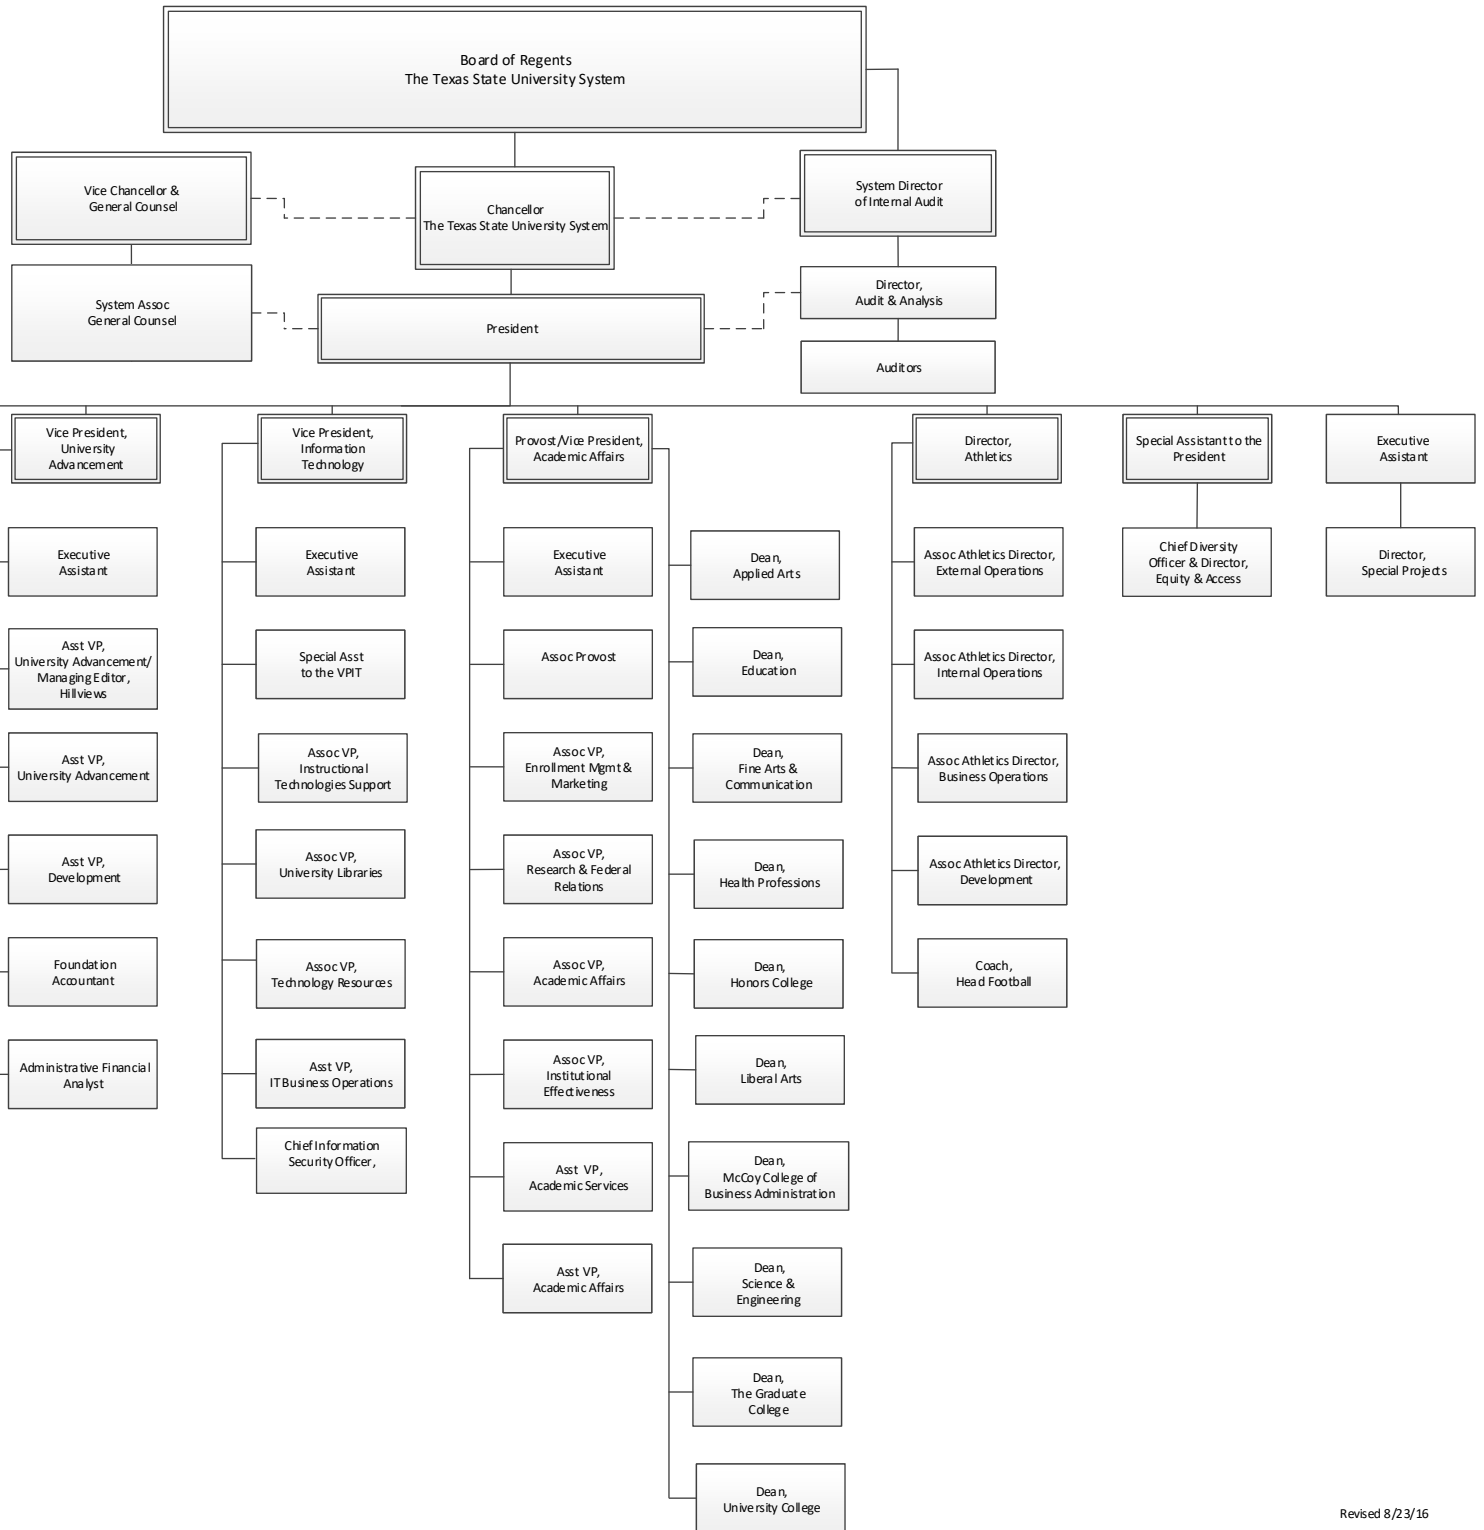 Board of Regents
The Texas State University System
Vice Chancellor &
General Counsel
Chancellor
The Texas State University System
System Director
of Internal Audit
System Assoc
General Counsel
Director,
Audit & Analysis
President
Auditors
Vice President,
University
Advancement
Vice President,
Information
Technology
Provost/Vice President,
Academic Affairs
Director,
Athletics
Special Assistant to the
President
Executive
Assistant
Executive
Assistant
Asst VP,
University Advancement/
Managing Editor,
Hillviews
Asst VP,
University Advancement
Asst VP,
Development
Foundation
Accountant
Administrative Financial
Analyst
Executive
Assistant
Special Asst
to the VPIT
Assoc VP,
Instructional
Technologies Support
Assoc VP,
University Libraries
Assoc VP,
Technology Resources
Asst VP,
IT Business Operations
Chief Information
Security Officer,
Executive
Assistant
Assoc Provost
Assoc VP,
Enrollment Mgmt &
Marketing
Assoc VP,
Research & Federal
Relations
Assoc VP,
Academic Affairs
Assoc VP,
Institutional
Effectiveness
Asst VP,
Academic Services
Asst VP,
Academic Affairs
Dean,
Applied Arts
Dean,
Education
Dean,
Fine Arts &
Communication
Dean,
Health Professions
Dean,
Honors College
Dean,
Liberal Arts
Dean,
McCoy College of
Business Administration
Dean,
Science &
Engineering
Dean,
The Graduate
College
Dean,
University College
Assoc Athletics Director,
External Operations
Assoc Athletics Director,
Internal Operations
Assoc Athletics Director,
Business Operations
Assoc Athletics Director,
Development
Coach,
Head Football
Chief Diversity
Officer & Director,
Equity & Access
Director,
Special Projects
Revised 8/23/16